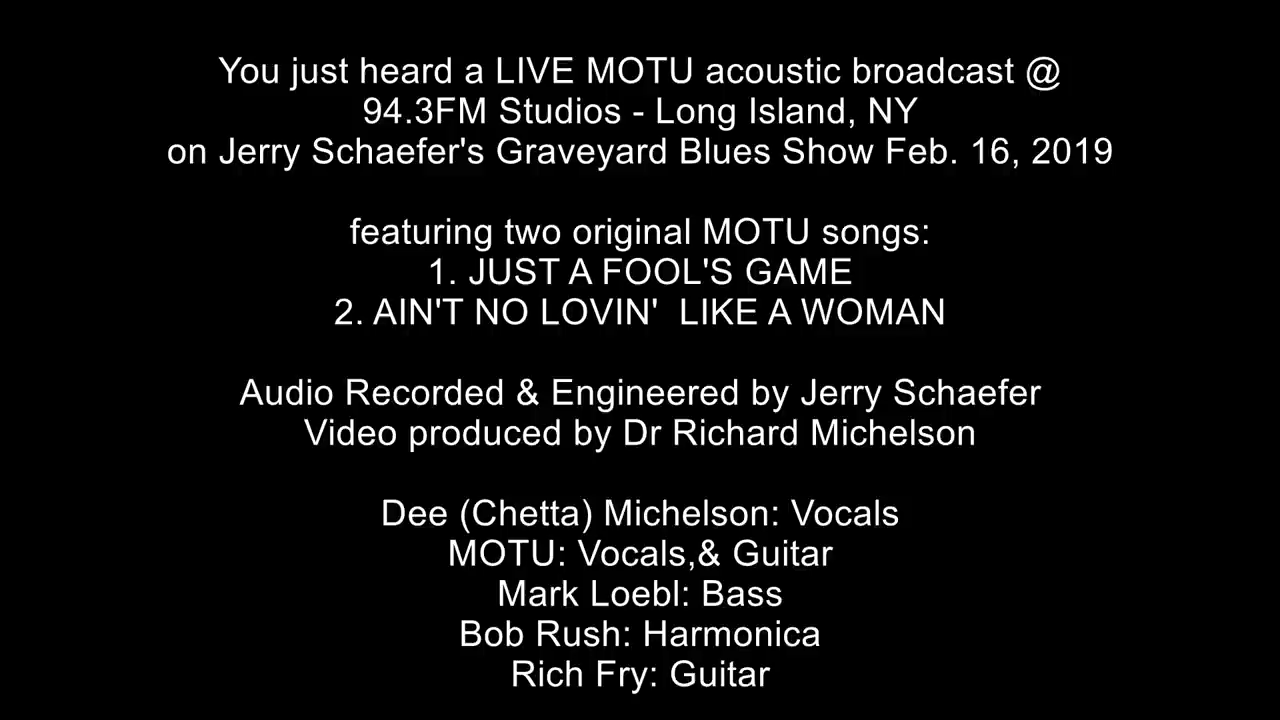 You just heard a LIVE MOTU acoustic broadcast @
94.3FM Studios - Long Island, NY
on Jerry Schaefer's Graveyard Blues Show Feb. 16, 2019
featuring two original MOTU songs:
1. JUST A FOOL'S GAME
2. AIN'T NO LOVIN'  LIKE A WOMAN
Audio Recorded & Engineered by Jerry Schaefer
Video produced by Dr Richard Michelson
Dee (Chetta) Michelson: Vocals
MOTU: Vocals,& Guitar
Mark Loebl: Bass
Bob Rush: Harmonica
Rich Fry: Guitar